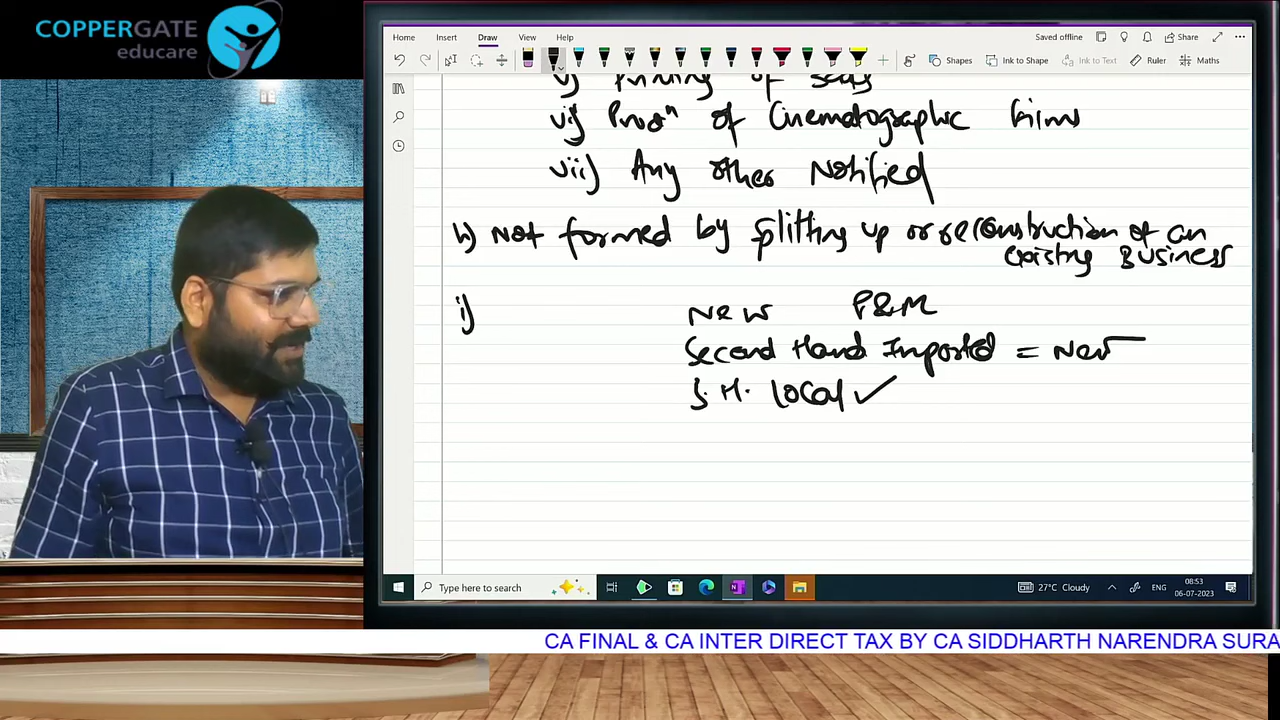 COPPERGATE
educare
Home Insert Draw View Help
Saved offline
Share
Shapes
Ink to Shape
Ink to Text
Ruler
Maths
v) Printing of
vi) Prodn of Cinematographic films
vii) Any other Notified
h) Not formed by splitting up or reconstruction of an
existing Business
i) New P&M
Second Hand Imported = New
S.H. local ✓
Type here to search
27°C Cloudy
ENG
08:53
06-07-2023
CA FINAL & CA INTER DIRECT TAX BY CA SIDDHARTH NARENDRA SURA